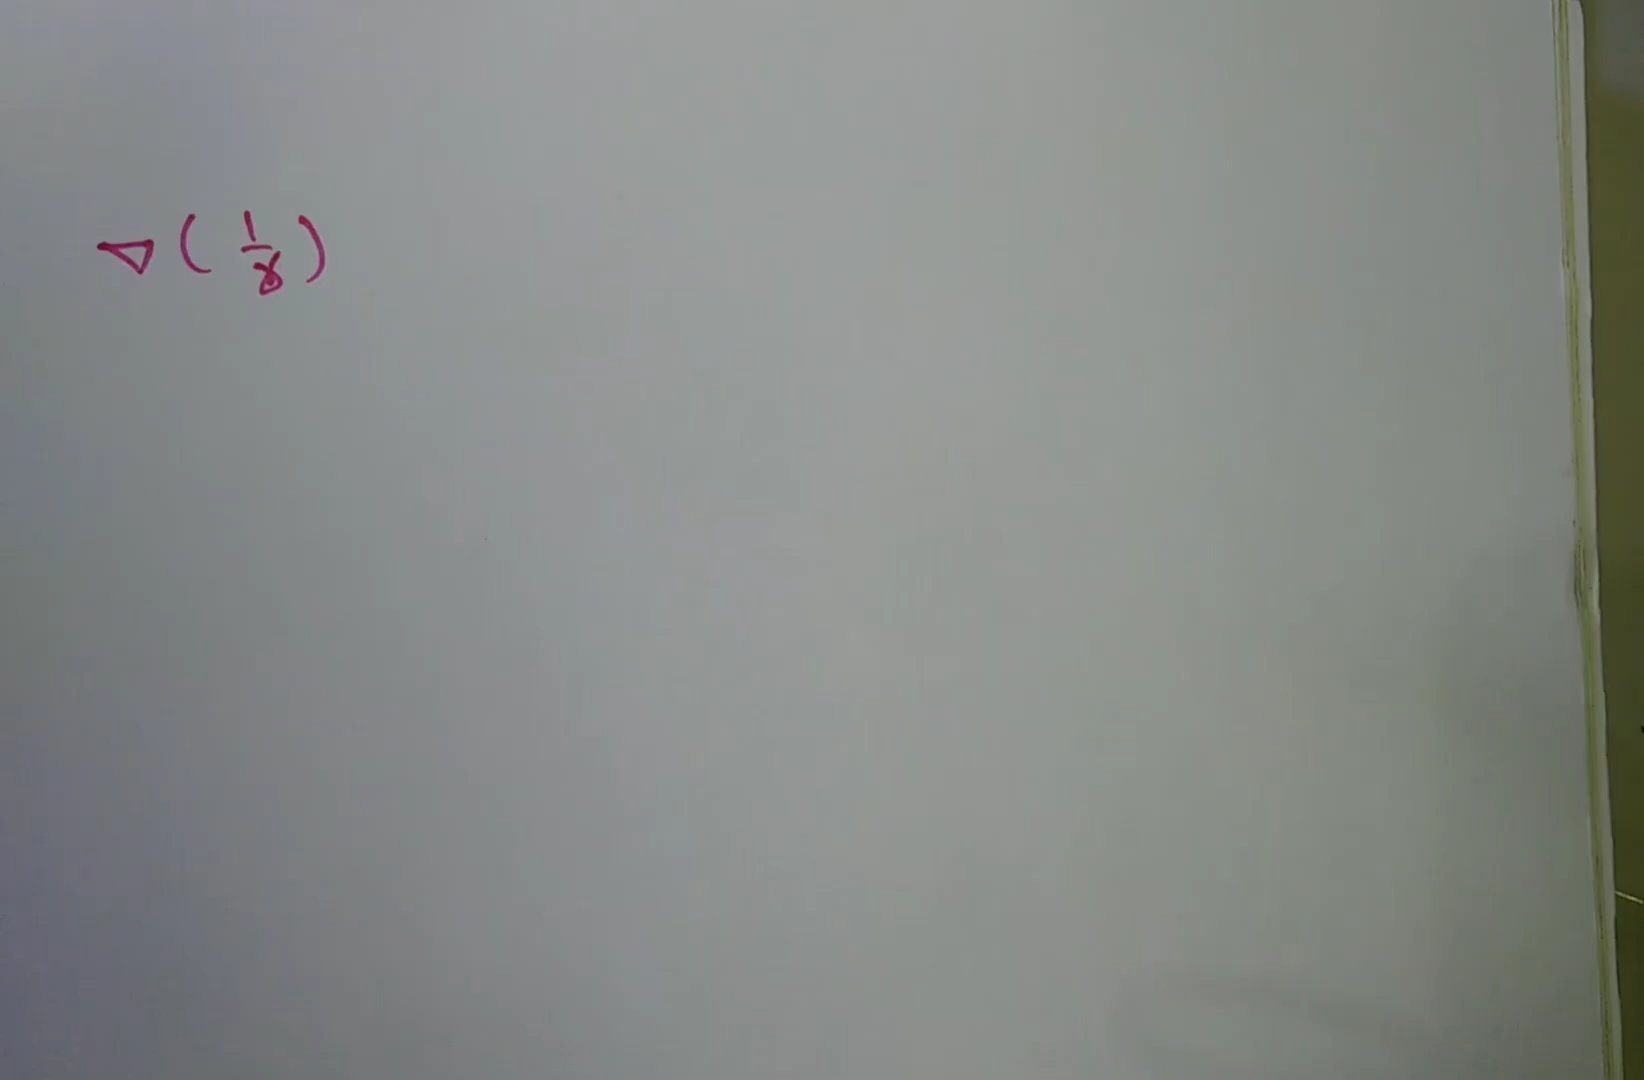 ∇ ( 1/r )